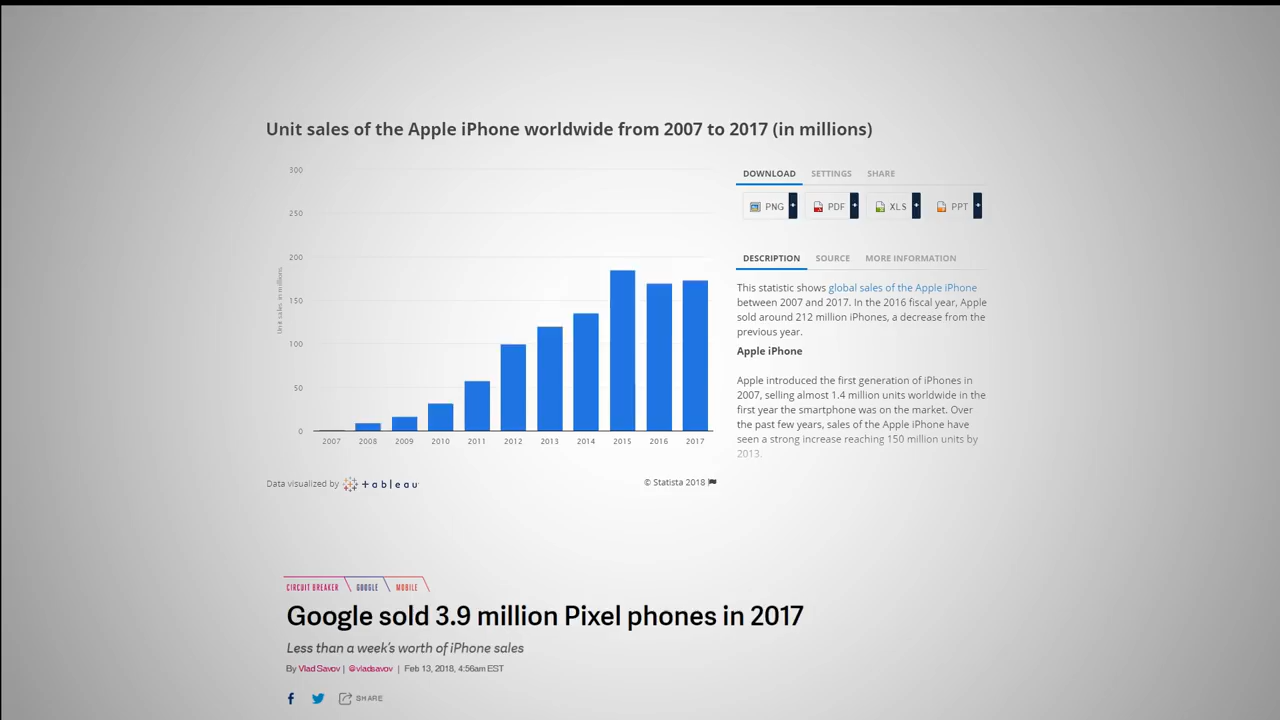 Unit sales of the Apple iPhone worldwide from 2007 to 2017 (in millions)
300
250
200
150
100
50
0
Unit sales in millions
2007 2008 2009 2010 2011 2012 2013 2014 2015 2016 2017
Data visualized by +ableau
© Statista 2018
DOWNLOAD SETTINGS SHARE
PNG + PDF + XLS + PPT +
DESCRIPTION SOURCE MORE INFORMATION
This statistic shows global sales of the Apple iPhone
between 2007 and 2017. In the 2016 fiscal year, Apple
sold around 212 million iPhones, a decrease from the
previous year.
Apple iPhone
Apple introduced the first generation of iPhones in
2007, selling almost 1.4 million units worldwide in the
first year the smartphone was on the market. Over
the past few years, sales of the Apple iPhone have
seen a strong increase reaching 150 million units by
2013.
CIRCUIT BREAKER GOOGLE MOBILE
Google sold 3.9 million Pixel phones in 2017
Less than a week's worth of iPhone sales
By Vlad Savov | @vladsavov | Feb 13, 2018, 4:56am EST
SHARE